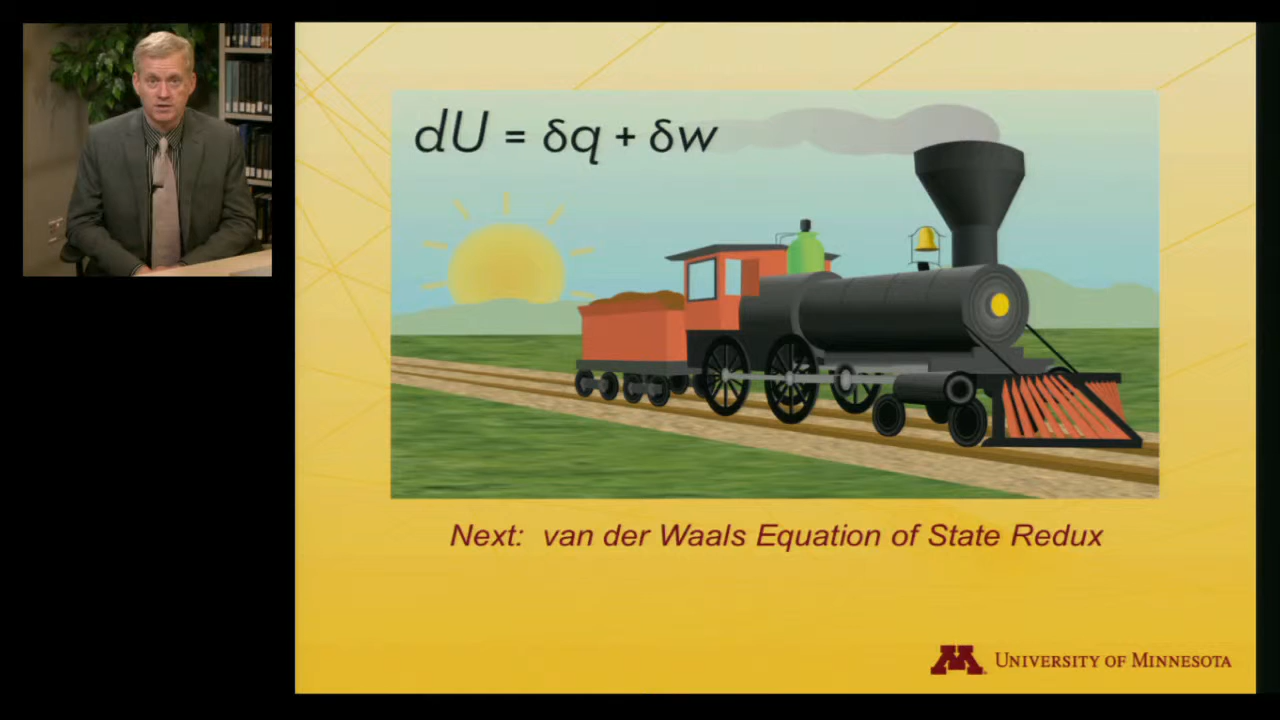 dU = δq + δw
Next: van der Waals Equation of State Redux
UNIVERSITY OF MINNESOTA